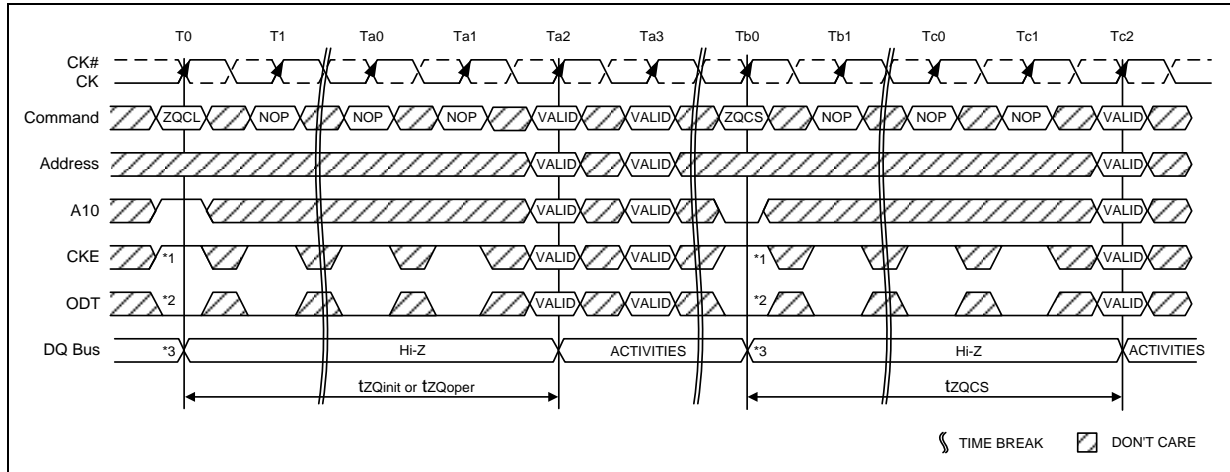 T0 T1 Ta0 Ta1 Ta2 Ta3 Tb0 Tb1 Tc0 Tc1 Tc2
CK#
CK
Command ZQCL NOP NOP NOP VALID VALID ZQCS NOP NOP NOP VALID
Address VALID VALID VALID
A10 VALID VALID VALID
CKE *1 VALID VALID *1 VALID
ODT *2 VALID VALID *2 VALID
DQ Bus *3 Hi-Z ACTIVITIES *3 Hi-Z ACTIVITIES
tZQinit or tZQoper tZQCS
TIME BREAK DON'T CARE